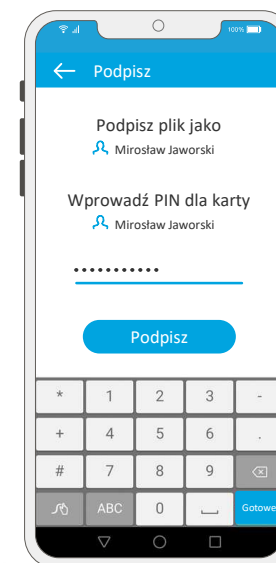 100%
Podpisz
Podpisz plik jako
Mirosław Jaworski
Wprowadź PIN dla karty
Mirosław Jaworski
•••••••••••
Podpisz
* 1 2 3 -
+ 4 5 6 .
# 7 8 9
ABC 0 Gotowe